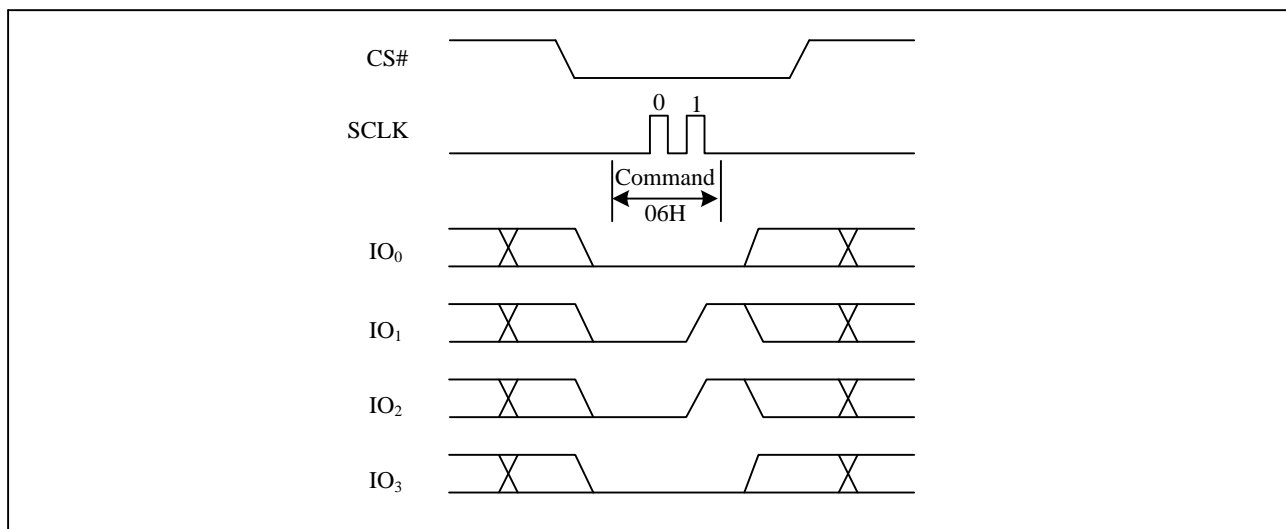 CS#
0 1
SCLK
Command
06H
IO₀
IO₁
IO₂
IO₃